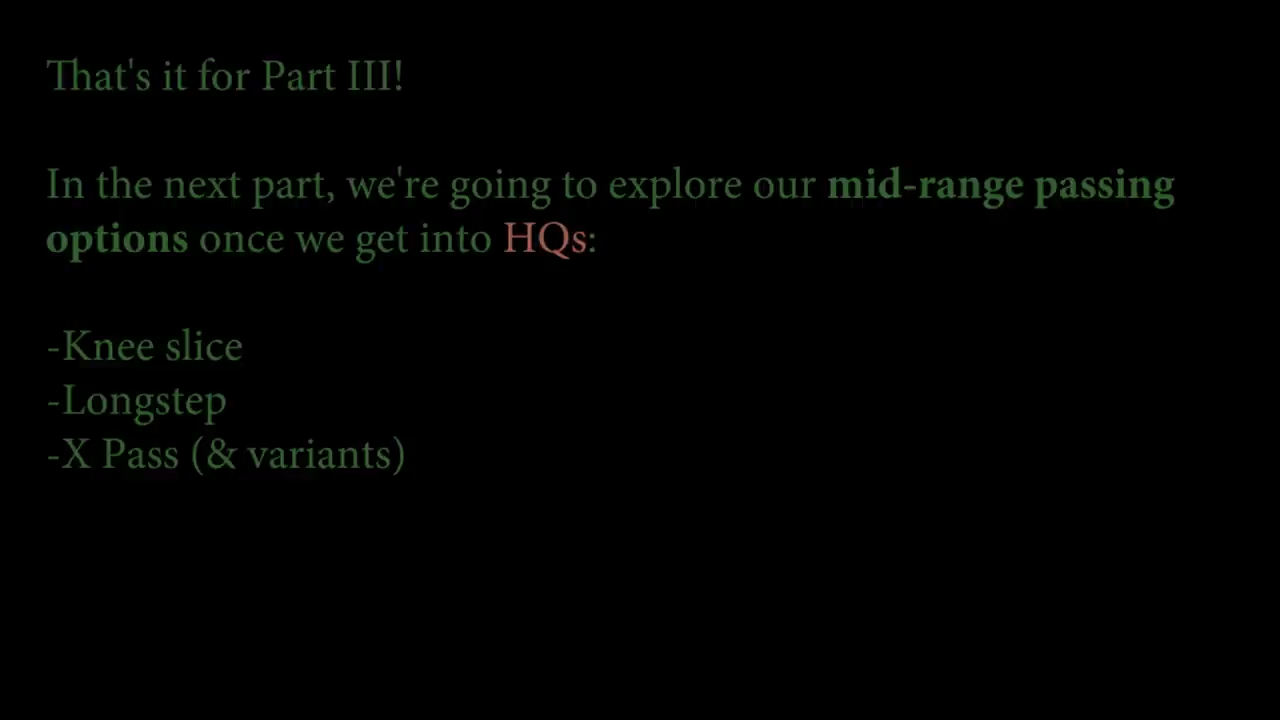 That's it for Part III!
In the next part, we're going to explore our mid-range passing
options once we get into HQs:
-Knee slice
-Longstep
-X Pass (& variants)